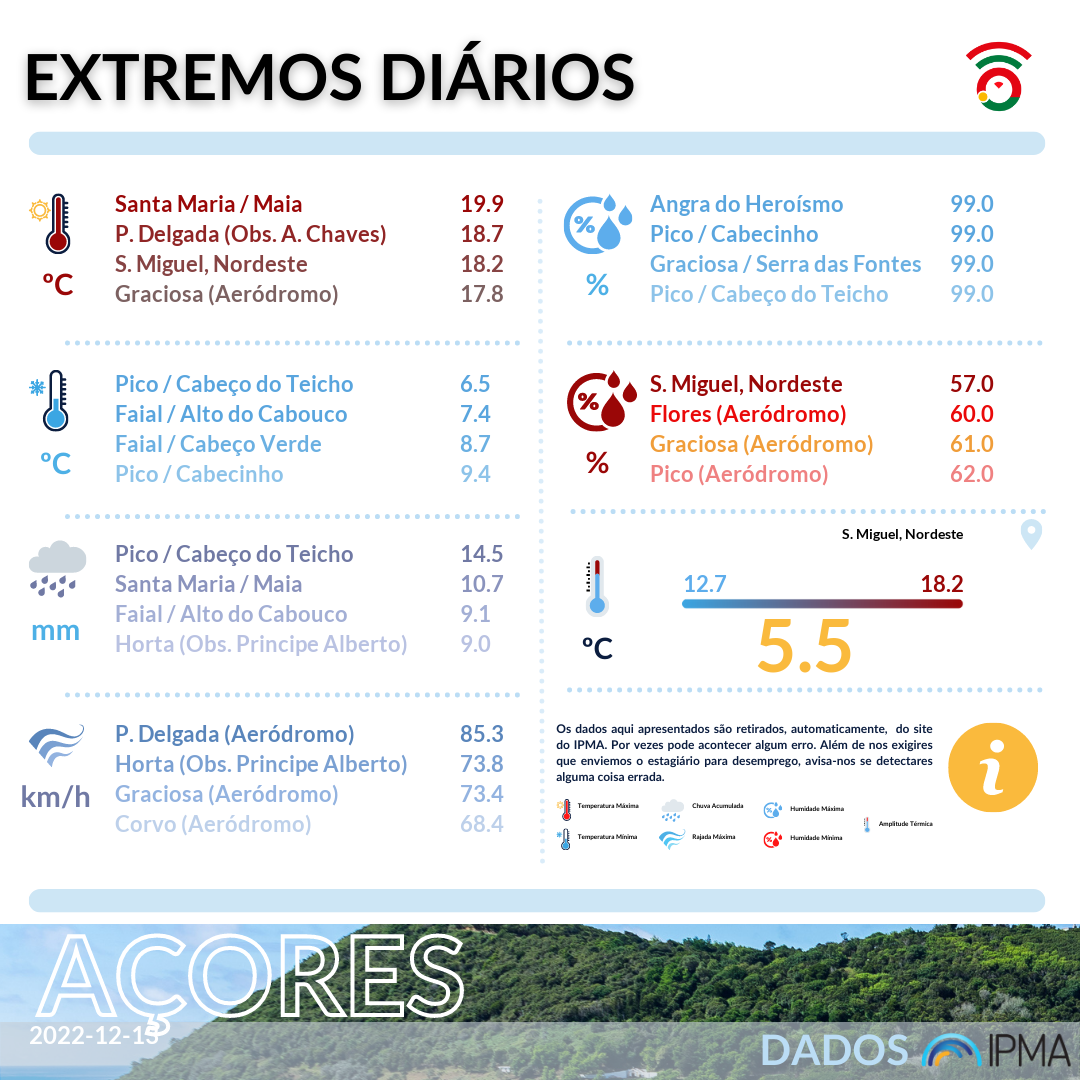 EXTREMOS DIÁRIOS
ºC
Santa Maria / Maia 19.9
P. Delgada (Obs. A. Chaves) 18.7
S. Miguel, Nordeste 18.2
Graciosa (Aeródromo) 17.8
ºC
Pico / Cabeço do Teicho 6.5
Faial / Alto do Cabouco 7.4
Faial / Cabeço Verde 8.7
Pico / Cabecinho 9.4
mm
Pico / Cabeço do Teicho 14.5
Santa Maria / Maia 10.7
Faial / Alto do Cabouco 9.1
Horta (Obs. Principe Alberto) 9.0
km/h
P. Delgada (Aeródromo) 85.3
Horta (Obs. Principe Alberto) 73.8
Graciosa (Aeródromo) 73.4
Corvo (Aeródromo) 68.4
%
%
Angra do Heroísmo 99.0
Pico / Cabecinho 99.0
Graciosa / Serra das Fontes 99.0
Pico / Cabeço do Teicho 99.0
%
%
S. Miguel, Nordeste 57.0
Flores (Aeródromo) 60.0
Graciosa (Aeródromo) 61.0
Pico (Aeródromo) 62.0
S. Miguel, Nordeste
12.7 18.2
ºC
5.5
Os dados aqui apresentados são retirados, automaticamente, do site
do IPMA. Por vezes pode acontecer algum erro. Além de nos exigires
que enviemos o estagiário para desemprego, avisa-nos se detectares
alguma coisa errada.
i
Temperatura Máxima Chuva Acumulada Humidade Máxima
Amplitude Térmica
Temperatura Mínima Rajada Máxima Humidade Mínima
AÇORES
2022-12-15
DADOS IPMA